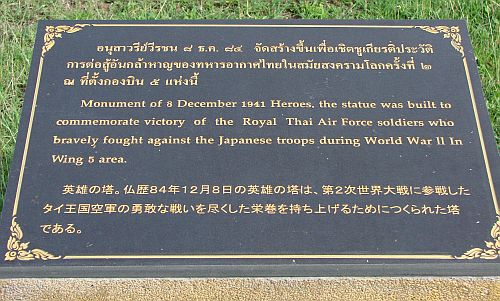 อนุสาวรีย์วีรชน ๘ ธ.ค. ๘๔ จัดสร้างขึ้นเพื่อเชิดชูเกียรติประวัติ
การต่อสู้อันกล้าหาญของทหารอากาศไทยในสมัยสงครามโลกครั้งที่ ๒
ณ ที่ตั้งกองบิน ๕ แห่งนี้
Monument of 8 December 1941 Heroes, the statue was built to
commemorate victory of the Royal Thai Air Force soldiers who
bravely fought against the Japanese troops during World War ll In
Wing 5 area.
英雄の塔。仏歴84年12月8日の英雄の塔は、第2次世界大戦に参戦した
タイ王国空軍の勇敢な戦いを尽くした栄巻を持ち上げるためにつくられた塔
である。